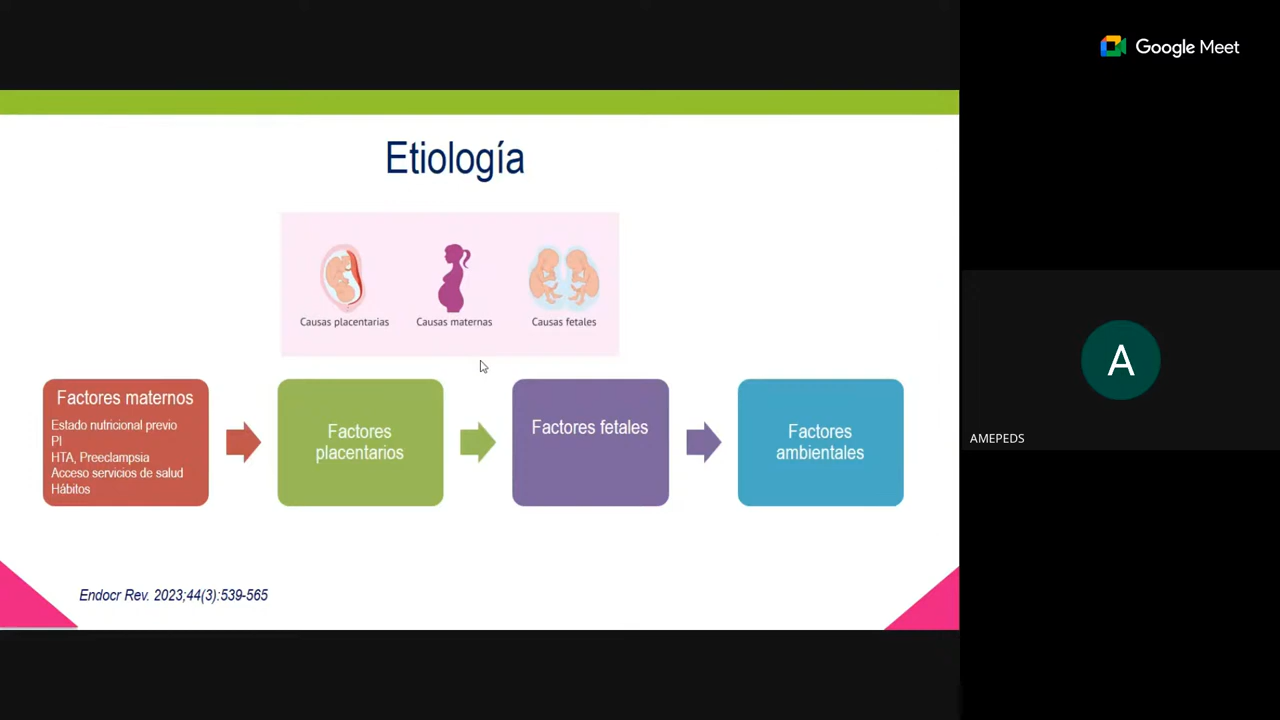 Google Meet
Etiología
Causas placentarias
Causas maternas
Causas fetales
Factores maternos
Estado nutricional previo
PI
HTA, Preeclampsia
Acceso servicios de salud
Hábitos
Factores
placentarios
Factores fetales
Factores
ambientales
Endocr Rev. 2023;44(3):539-565
A
AMEPEDS